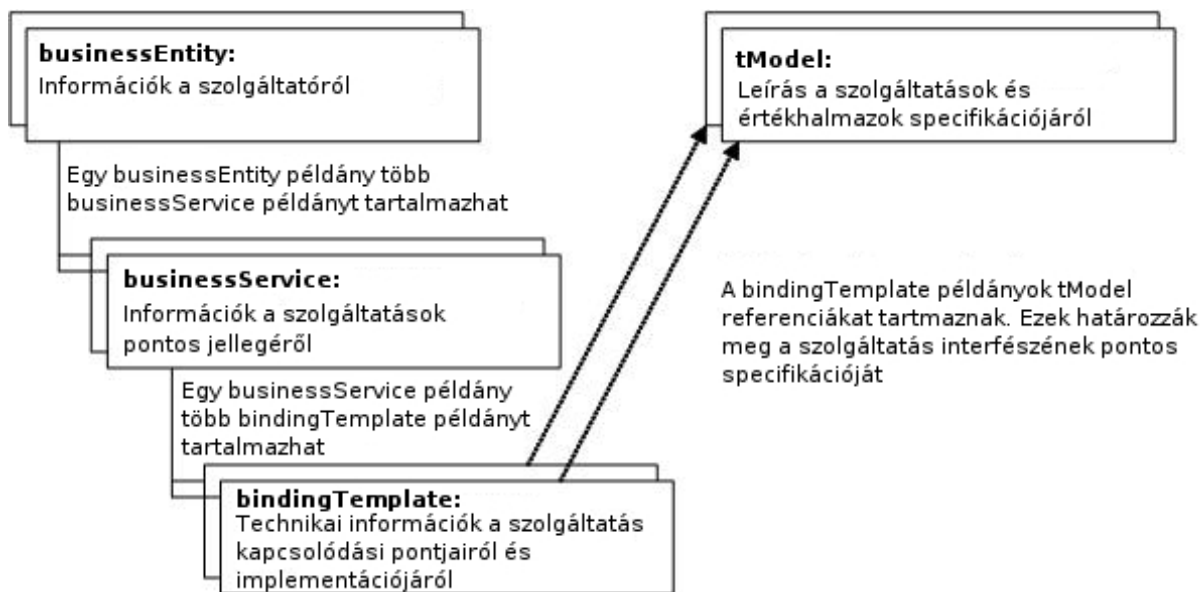 businessEntity:
Információk a szolgáltatóról
Egy businessEntity példány több
businessService példányt tartalmazhat
businessService:
Információk a szolgáltatások
pontos jellegéről
Egy businessService példány
több bindingTemplate példányt
tartalmazhat
bindingTemplate:
Technikai információk a szolgáltatás
kapcsolódási pontjairól és
implementációjáról
tModel:
Leírás a szolgáltatások és
értékhalmazok specifikációjáról
A bindingTemplate példányok tModel
referenciákat tartmaznak. Ezek határozzák
meg a szolgáltatás interfészének pontos
specifikációját